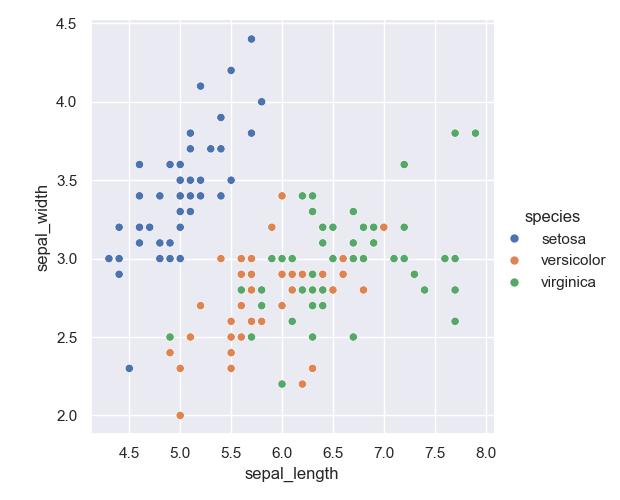 4.5
4.0
3.5
3.0
2.5
2.0
sepal_width
4.5 5.0 5.5 6.0 6.5 7.0 7.5 8.0
sepal_length
species
setosa
versicolor
virginica